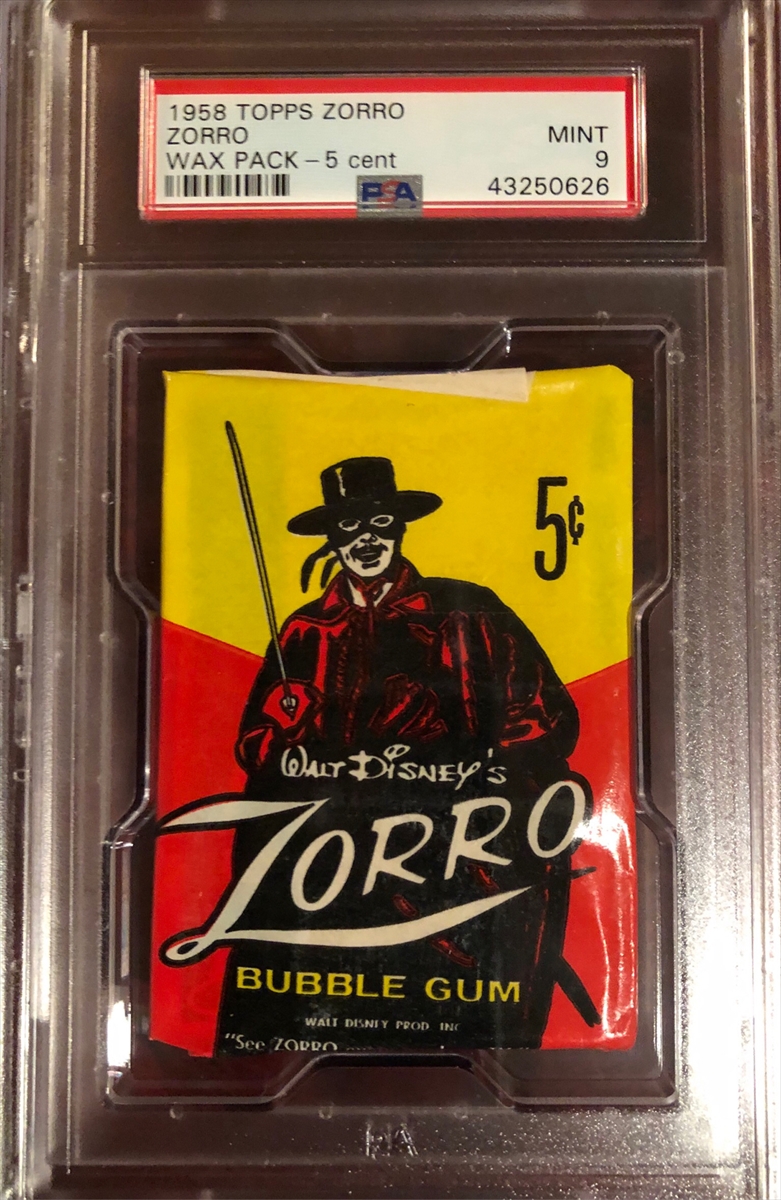 1958 TOPPS ZORRO
ZORRO MINT
WAX PACK – 5 cent 9
PSA 43250626
5¢
WALT DISNEY'S
ZORRO
BUBBLE GUM
WALT DISNEY PROD. INC
"See ZORRO